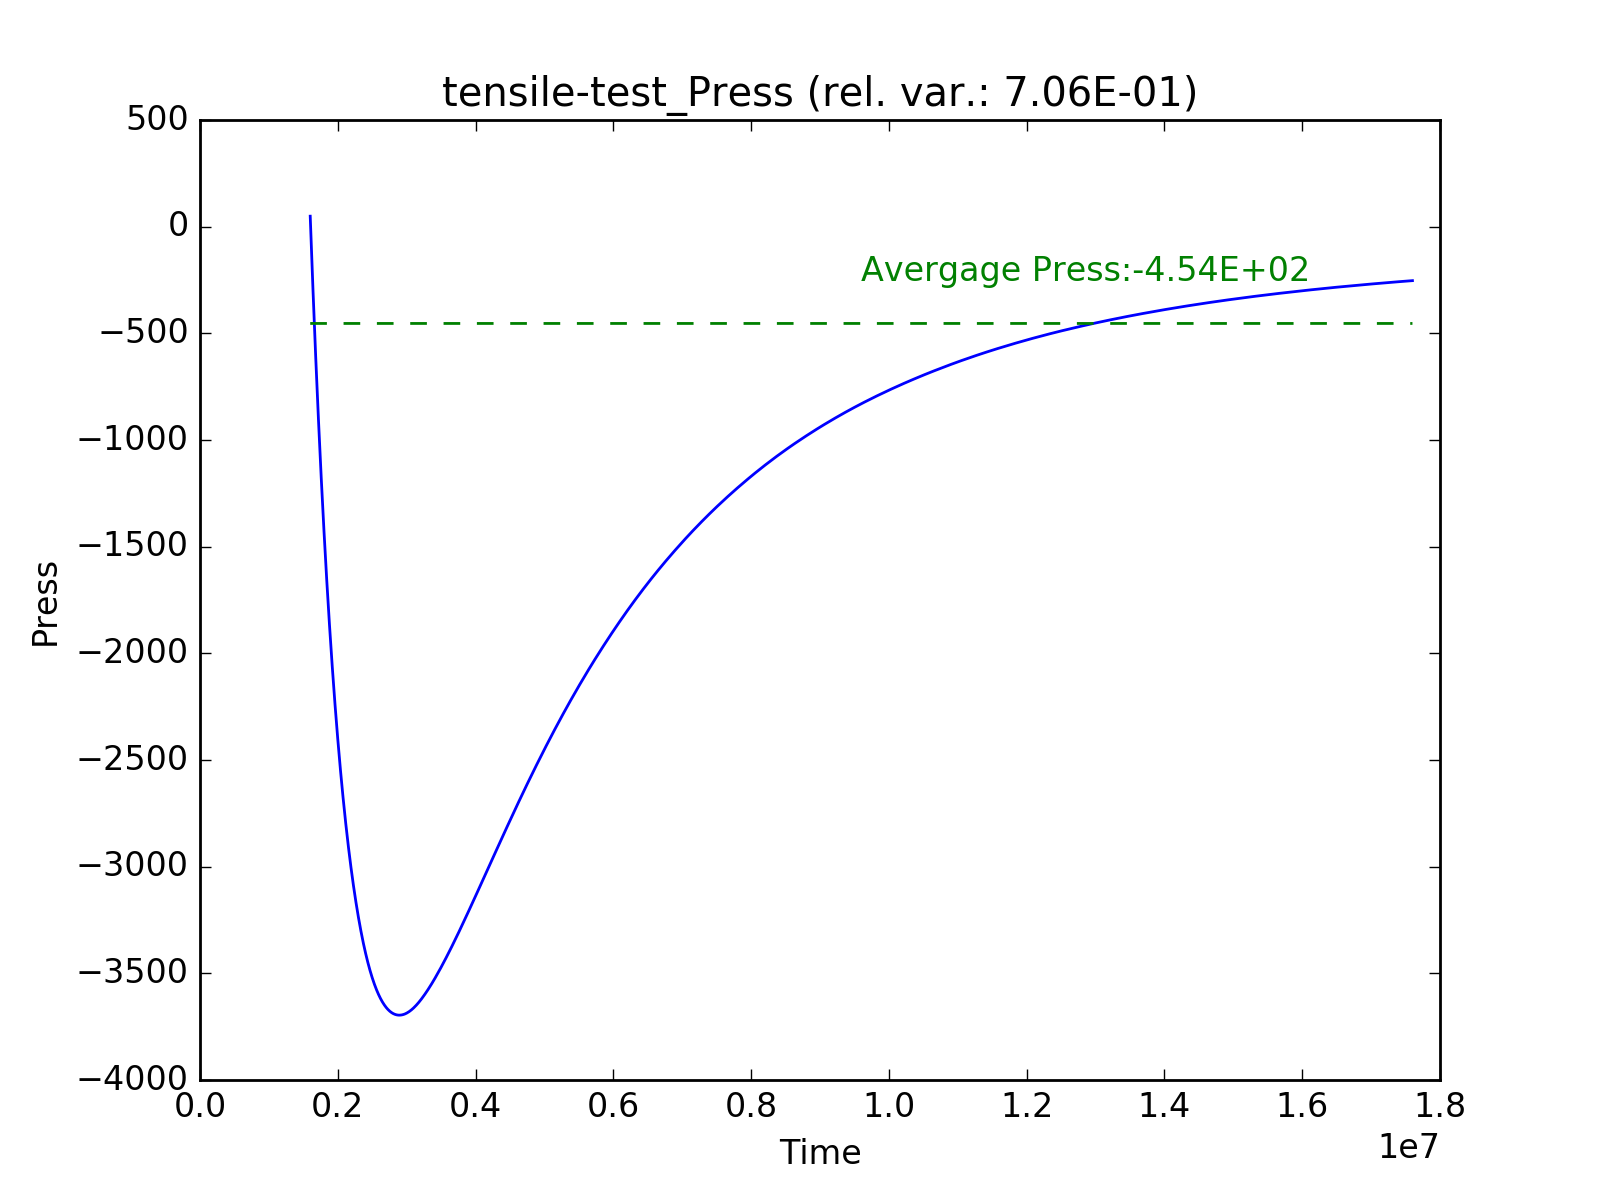 tensile-test_Press (rel. var.: 7.06E-01)
500
0
−500
−1000
−1500
−2000
−2500
−3000
−3500
−4000
Press
Avergage Press:-4.54E+02
0.0 0.2 0.4 0.6 0.8 1.0 1.2 1.4 1.6 1.8
1e7
Time